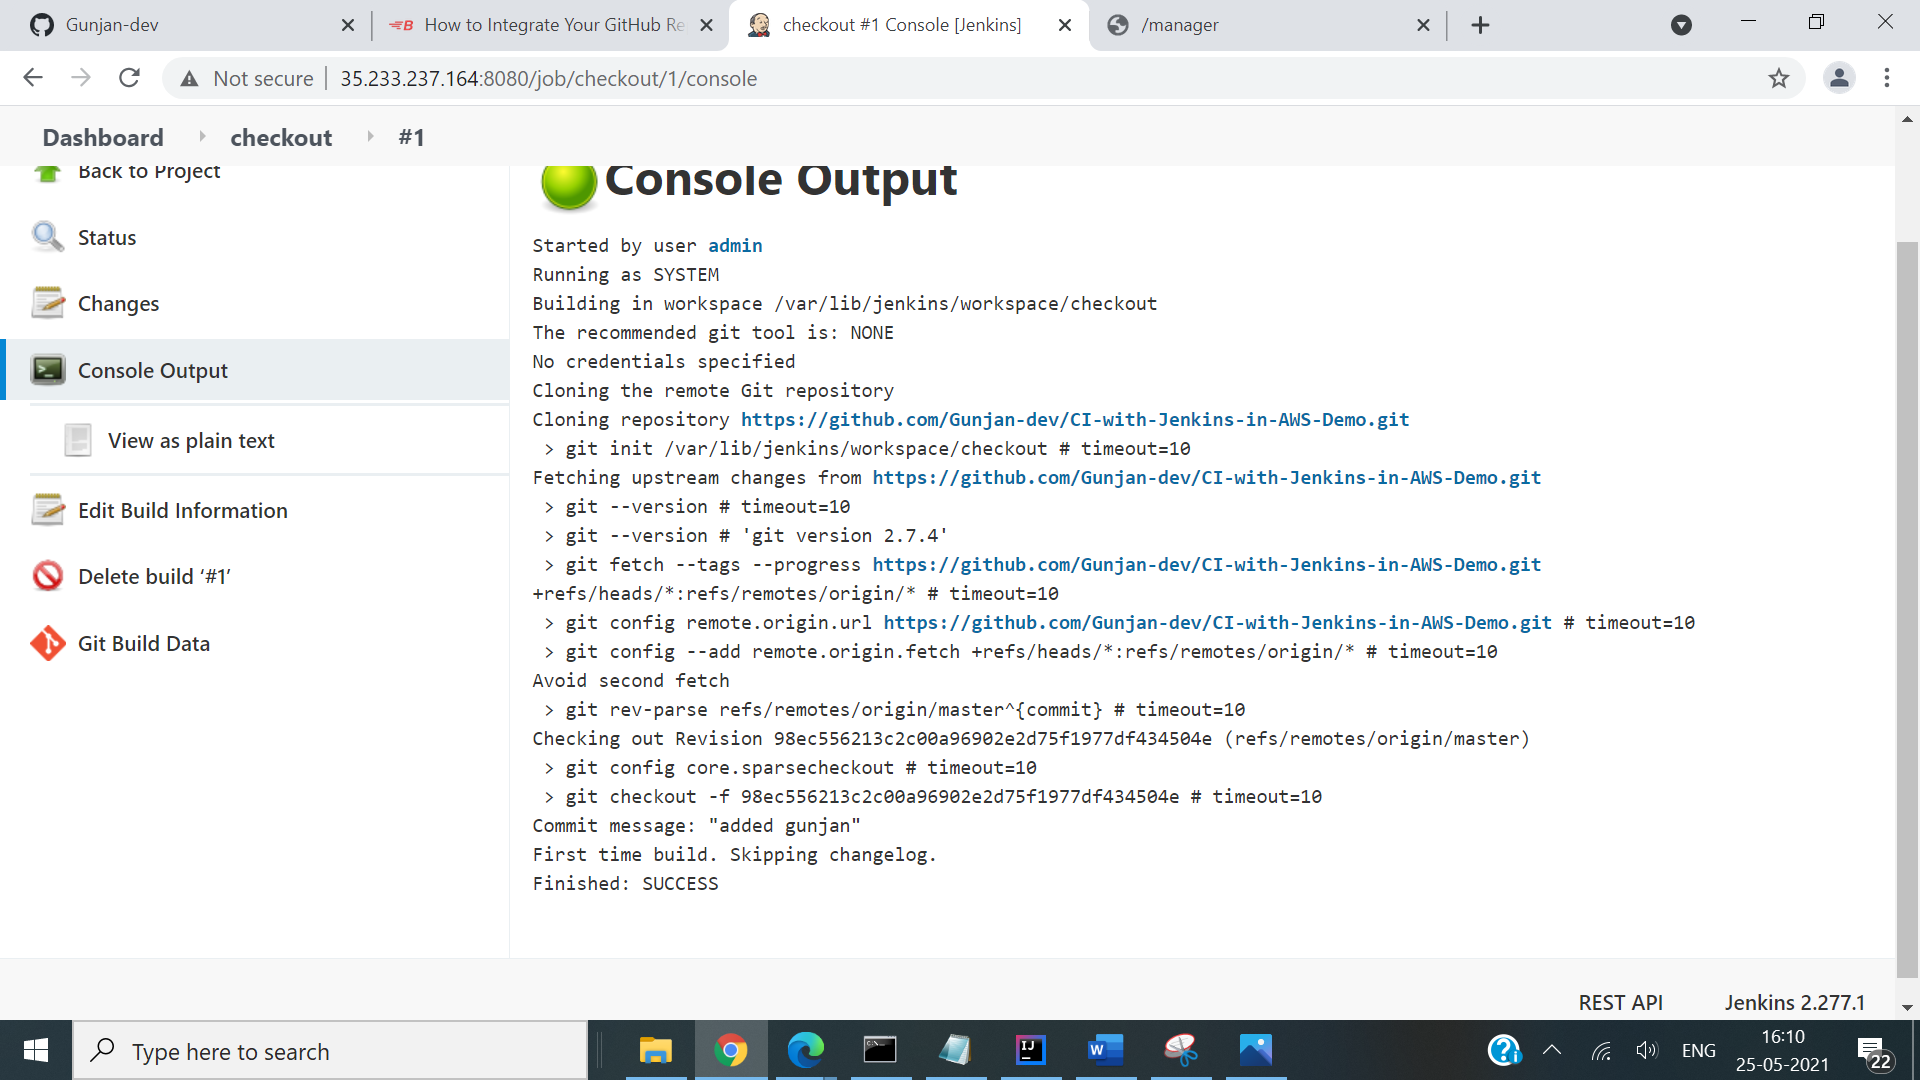 Gunjan-dev
How to Integrate Your GitHub Re
checkout #1 Console [Jenkins]
/manager
Not secure
35.233.237.164:8080/job/checkout/1/console
Dashboard
checkout
#1
Back to Project
Status
Changes
Console Output
View as plain text
Edit Build Information
Delete build ‘#1’
Git Build Data
Console Output
Started by user admin
Running as SYSTEM
Building in workspace /var/lib/jenkins/workspace/checkout
The recommended git tool is: NONE
No credentials specified
Cloning the remote Git repository
Cloning repository https://github.com/Gunjan-dev/CI-with-Jenkins-in-AWS-Demo.git
> git init /var/lib/jenkins/workspace/checkout # timeout=10
Fetching upstream changes from https://github.com/Gunjan-dev/CI-with-Jenkins-in-AWS-Demo.git
> git --version # timeout=10
> git --version # 'git version 2.7.4'
> git fetch --tags --progress https://github.com/Gunjan-dev/CI-with-Jenkins-in-AWS-Demo.git
+refs/heads/*:refs/remotes/origin/* # timeout=10
> git config remote.origin.url https://github.com/Gunjan-dev/CI-with-Jenkins-in-AWS-Demo.git # timeout=10
> git config --add remote.origin.fetch +refs/heads/*:refs/remotes/origin/* # timeout=10
Avoid second fetch
> git rev-parse refs/remotes/origin/master^{commit} # timeout=10
Checking out Revision 98ec556213c2c00a96902e2d75f1977df434504e (refs/remotes/origin/master)
> git config core.sparsecheckout # timeout=10
> git checkout -f 98ec556213c2c00a96902e2d75f1977df434504e # timeout=10
Commit message: "added gunjan"
First time build. Skipping changelog.
Finished: SUCCESS
REST API
Jenkins 2.277.1
Type here to search
ENG
16:10
25-05-2021
22